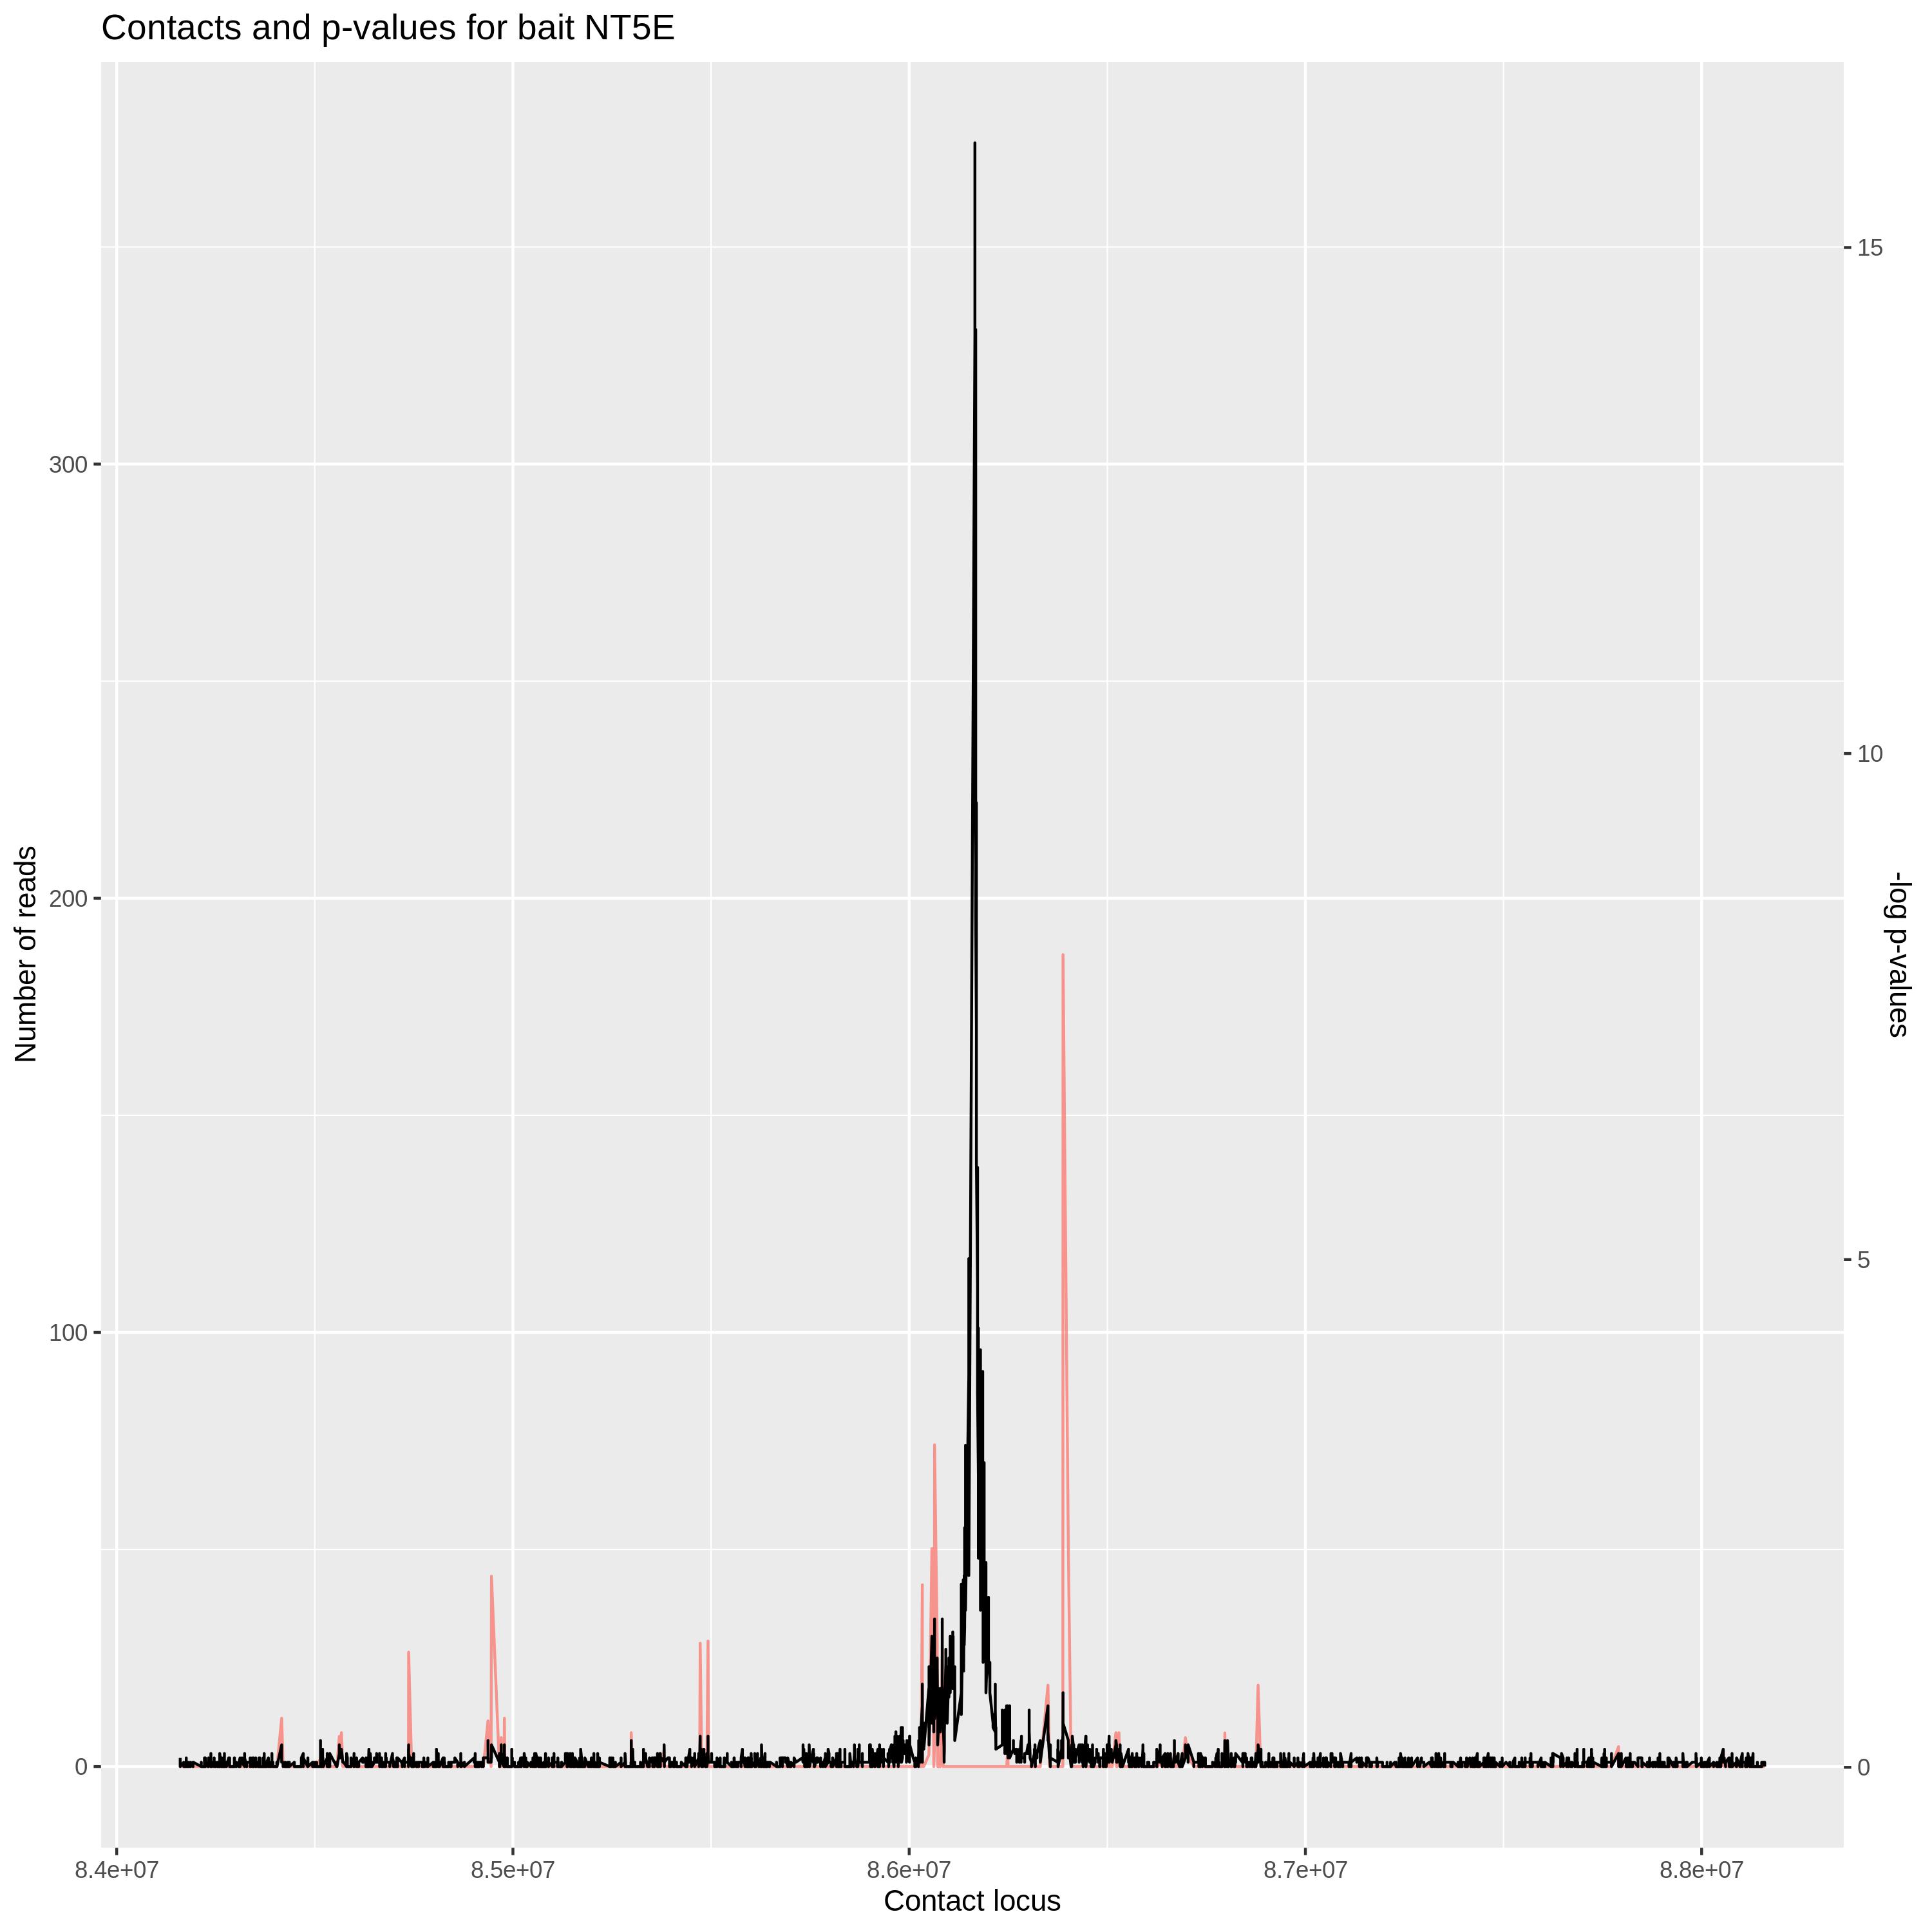 Contacts and p-values for bait NT5E
300
200
100
0
15
10
5
0
Number of reads
-log p-values
8.4e+07 8.5e+07 8.6e+07 8.7e+07 8.8e+07
Contact locus